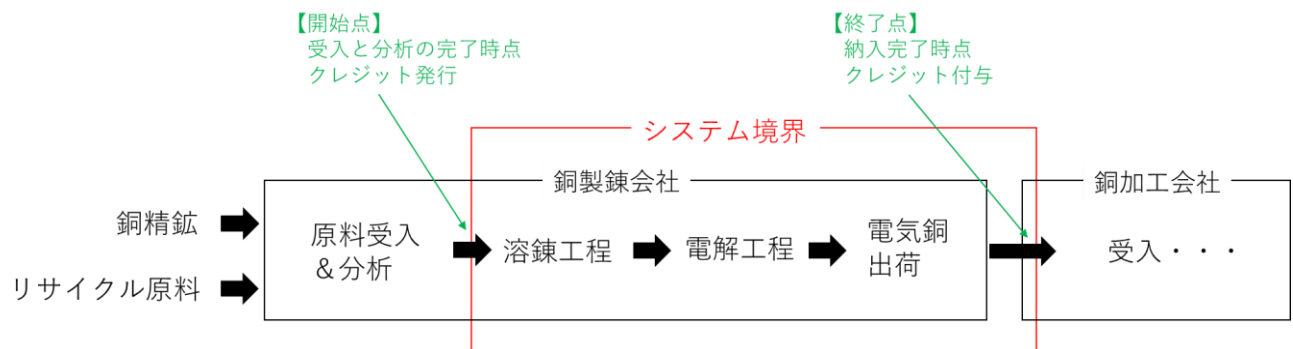 【開始点】
受入と分析の完了時点
クレジット発行
【終了点】
納入完了時点
クレジット付与
システム境界
銅製錬会社
銅加工会社
銅精鉱
リサイクル原料
原料受入
＆分析
溶錬工程
電解工程
電気銅
出荷
受入・・・